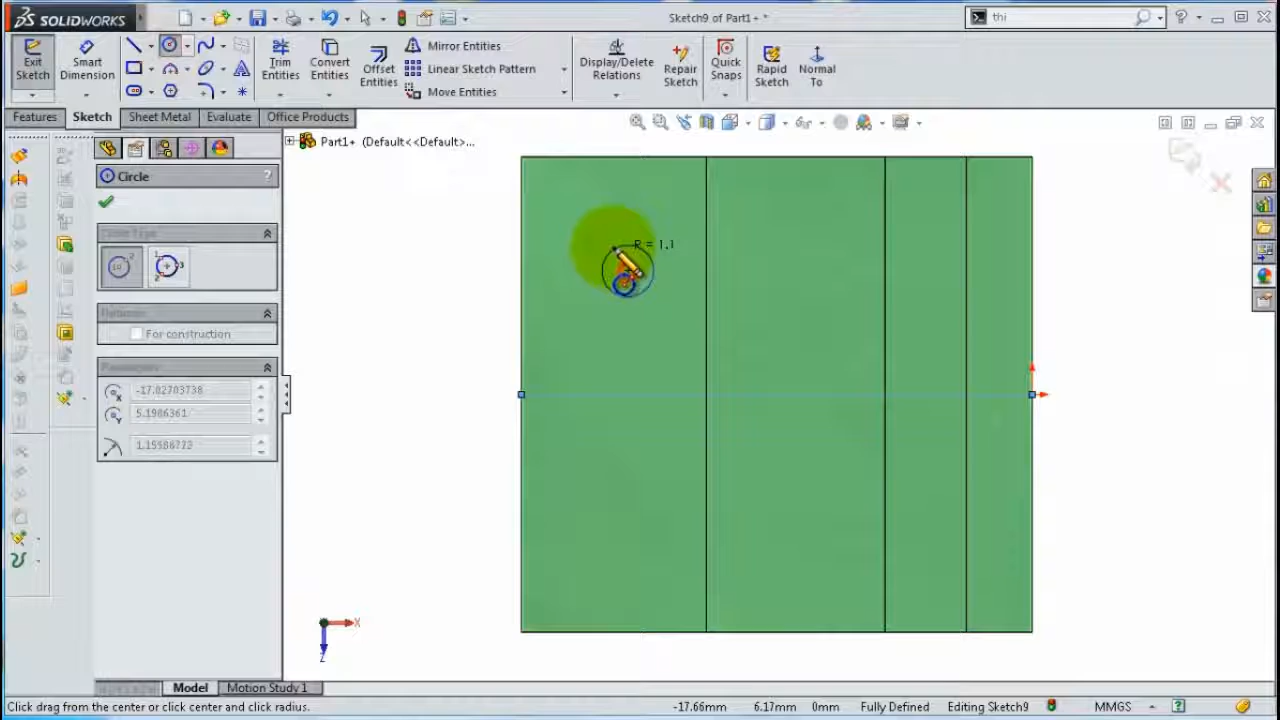 SOLIDWORKS
Sketch9 of Part1+ *
thi
Exit Sketch
Smart Dimension
Trim Entities
Convert Entities
Offset Entities
Mirror Entities
Linear Sketch Pattern
Move Entities
Display/Delete Relations
Repair Sketch
Quick Snaps
Rapid Sketch
Normal To
Features
Sketch
Sheet Metal
Evaluate
Office Products
Part1+ (Default<<Default>...
Circle
?
For construction
Parameters
-17.02703738
5.1986361
1.15586772
R = 1.1
X
Z
Model
Motion Study 1
Click drag from the center or click center and click radius.
-17.66mm
6.17mm
0mm
Fully Defined
Editing Sketch9
MMGS